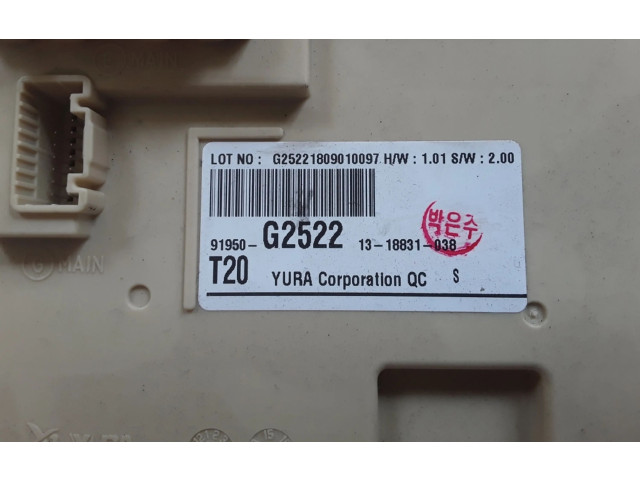 LOT NO : G25221809010097 H/W : 1.01 S/W : 2.00
91950-G2522 13-18831-038
박은주
T20 YURA Corporation QC S
G MAIN